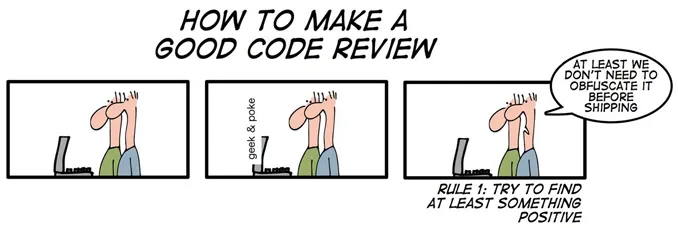 HOW TO MAKE A
GOOD CODE REVIEW
geek & poke
AT LEAST WE
DON'T NEED TO
OBFUSCATE IT
BEFORE
SHIPPING
RULE 1: TRY TO FIND
AT LEAST SOMETHING
POSITIVE